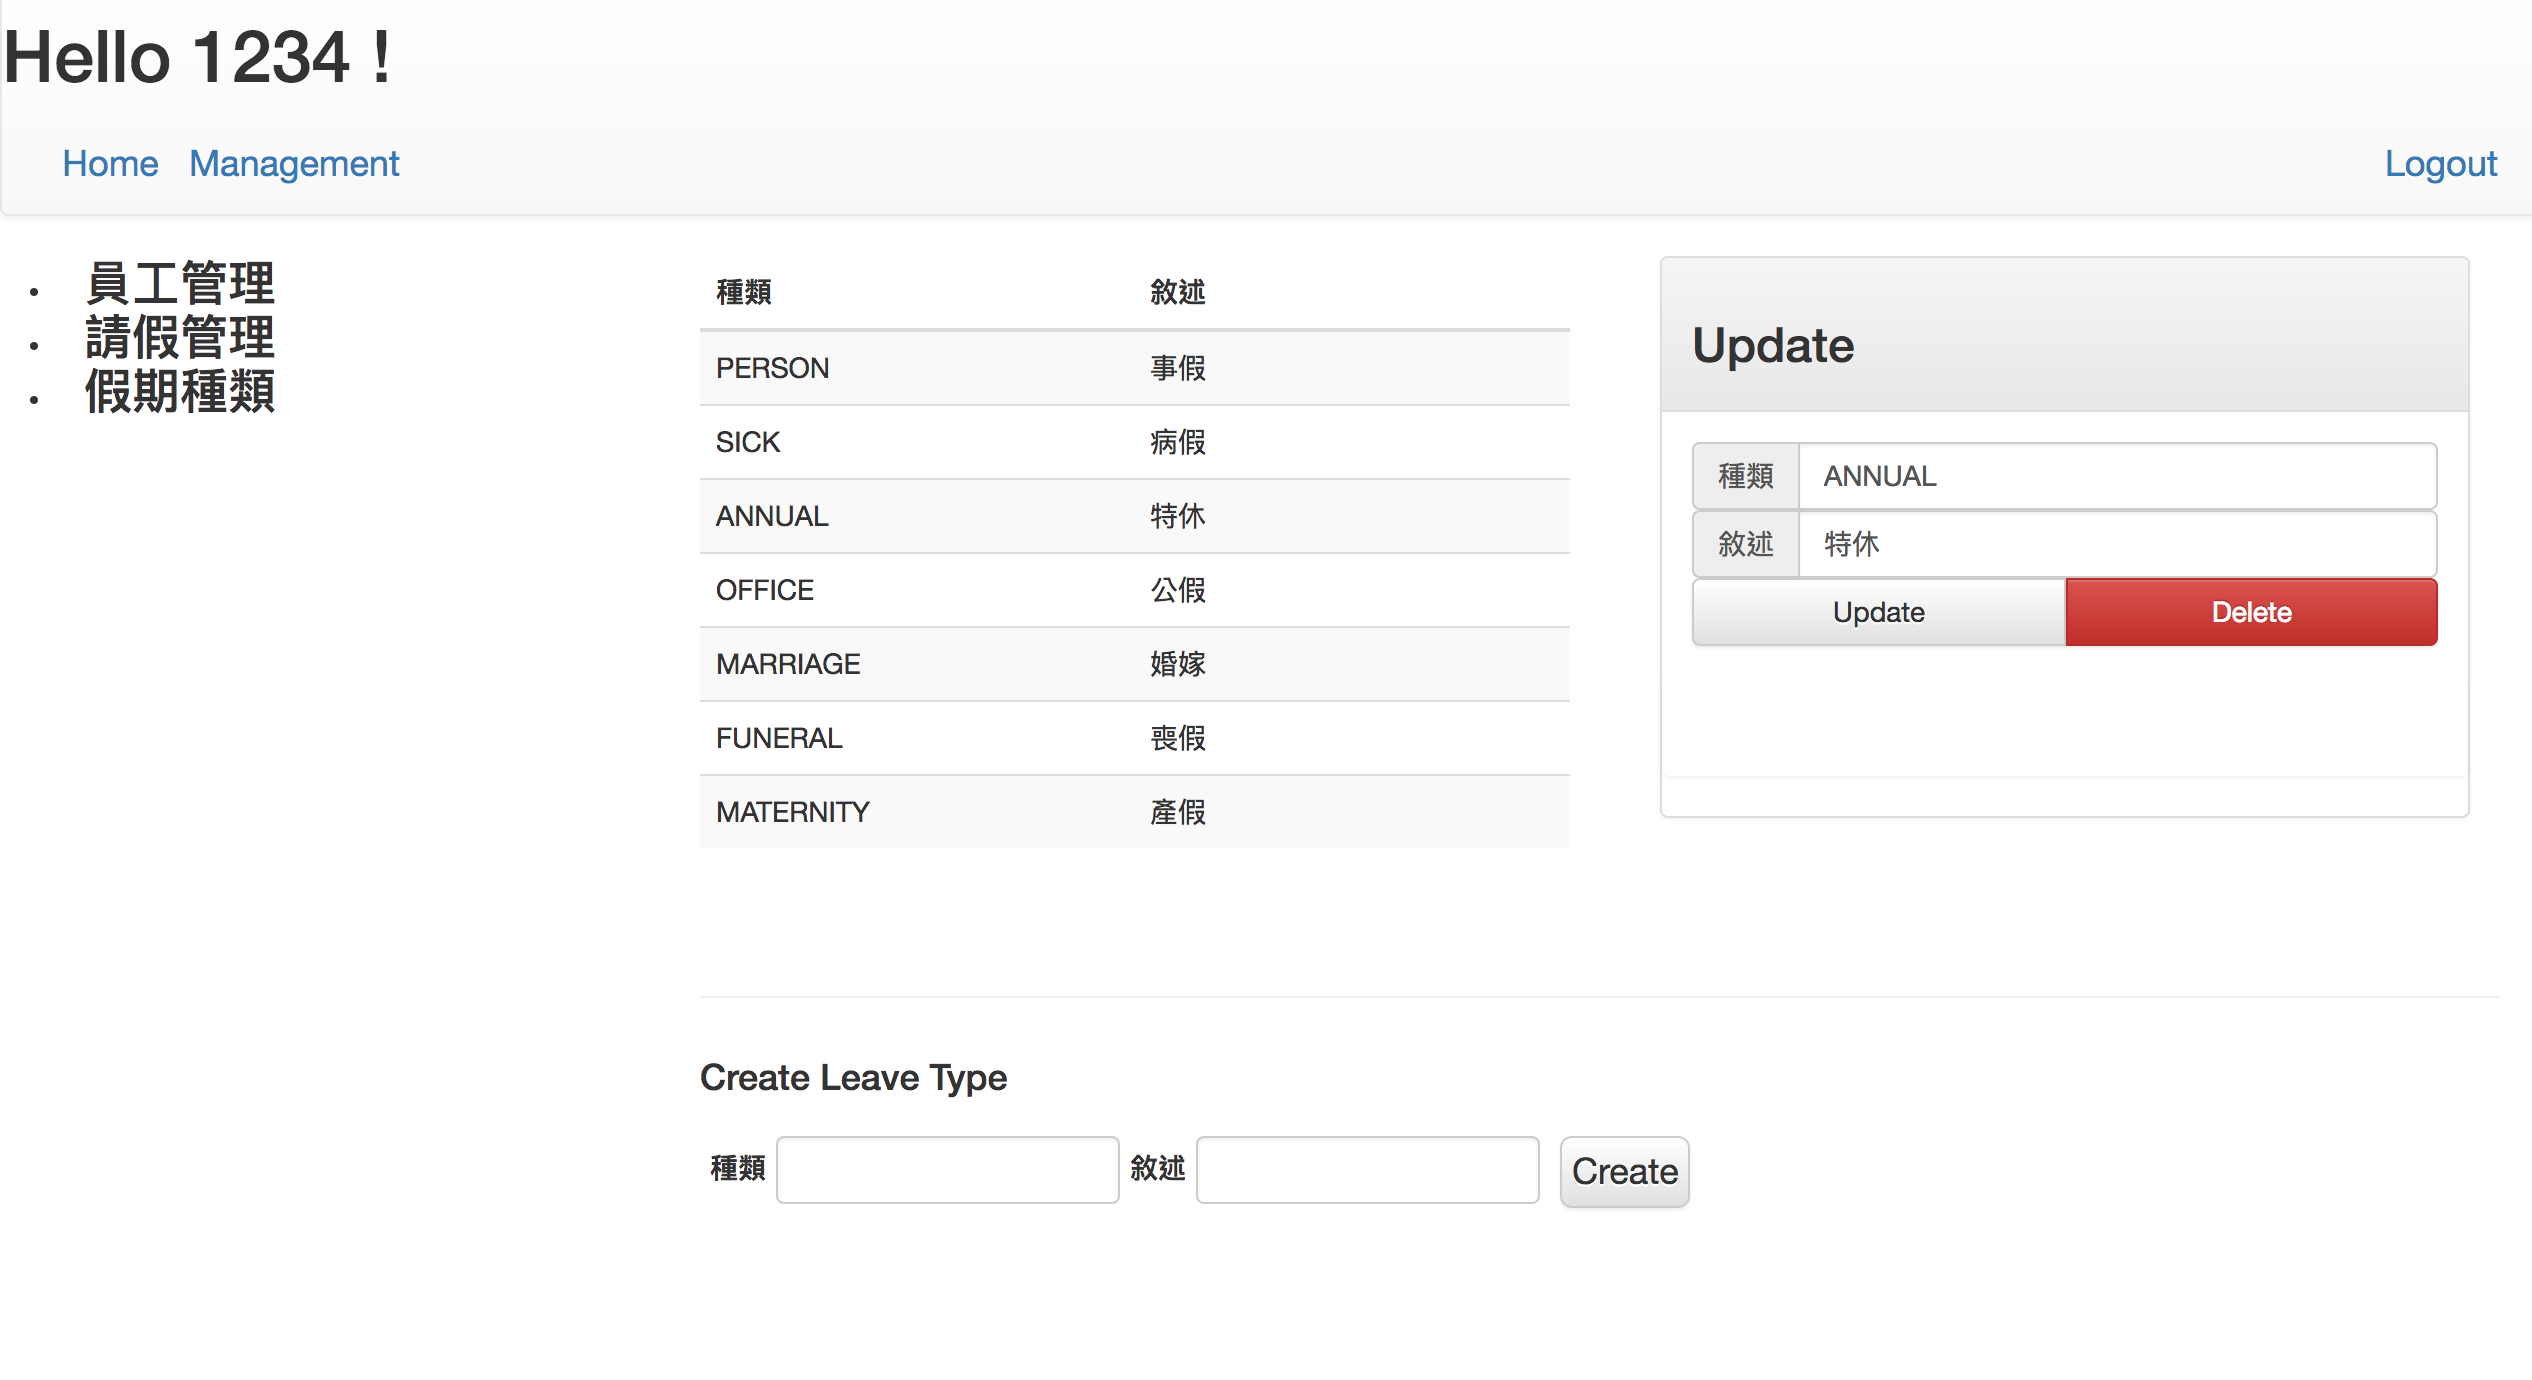 Hello 1234 !
Home Management Logout
員工管理
請假管理
假期種類
種類 敘述
PERSON 事假
SICK 病假
ANNUAL 特休
OFFICE 公假
MARRIAGE 婚嫁
FUNERAL 喪假
MATERNITY 產假
Update
種類 ANNUAL
敘述 特休
Update Delete
Create Leave Type
種類 敘述 Create